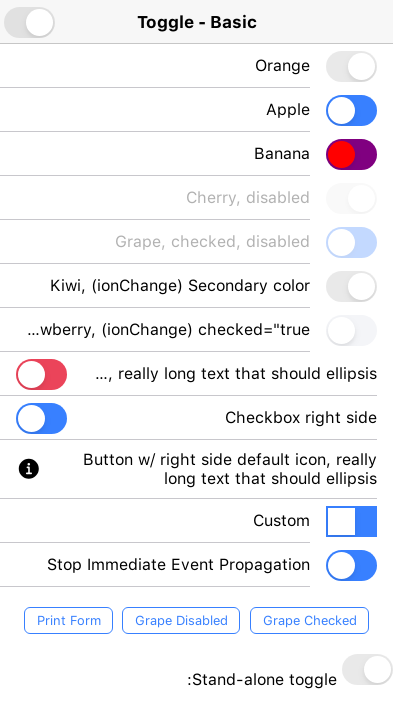 Toggle - Basic
Orange
Apple
Banana
Cherry, disabled
Grape, checked, disabled
Kiwi, (ionChange) Secondary color
...wberry, (ionChange) checked="true
..., really long text that should ellipsis
Checkbox right side
Button w/ right side default icon, really
long text that should ellipsis
Custom
Stop Immediate Event Propagation
Print Form
Grape Disabled
Grape Checked
:Stand-alone toggle